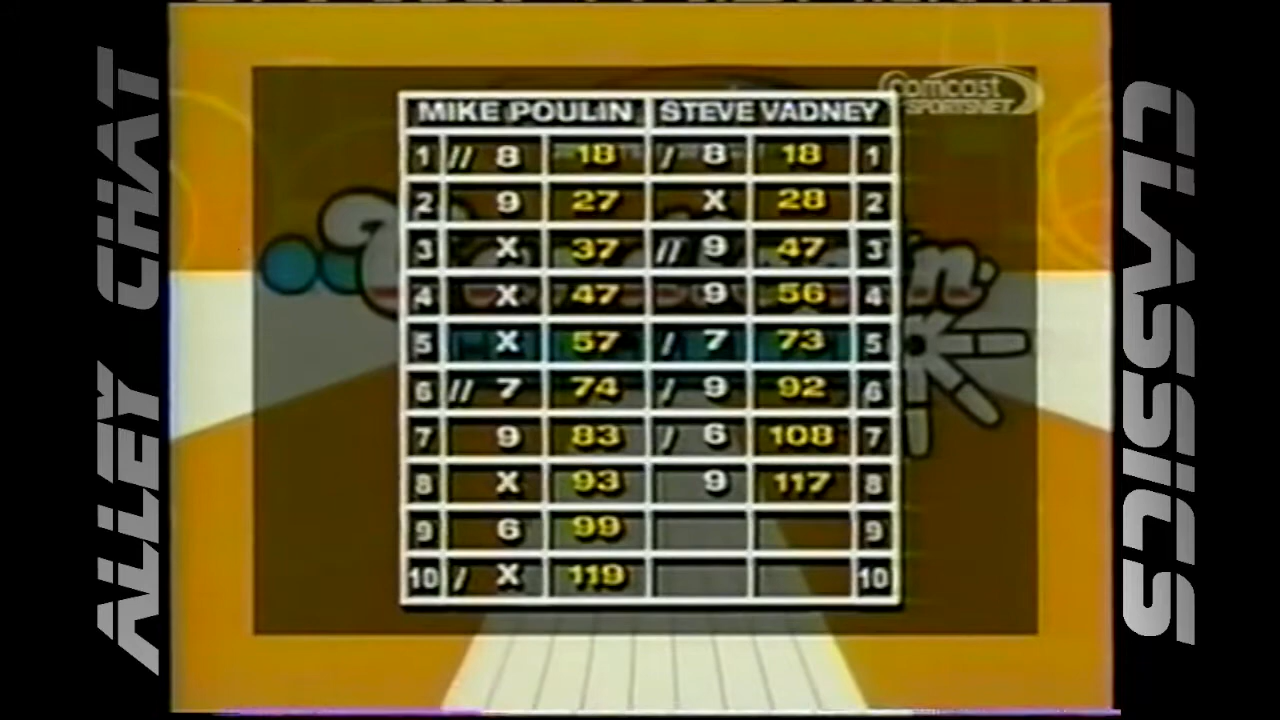 ALLEY CHAT
CLASSICS
comcast
SPORTSNET
MIKE POULIN STEVE VADNEY
1 // 8 18 / 8 18 1
2 9 27 X 28 2
3 X 37 // 9 47 3
4 X 47 9 56 4
5 X 57 / 7 73 5
6 // 7 74 / 9 92 6
7 9 83 / 6 108 7
8 X 93 9 117 8
9 6 99 9
10 / X 119 10